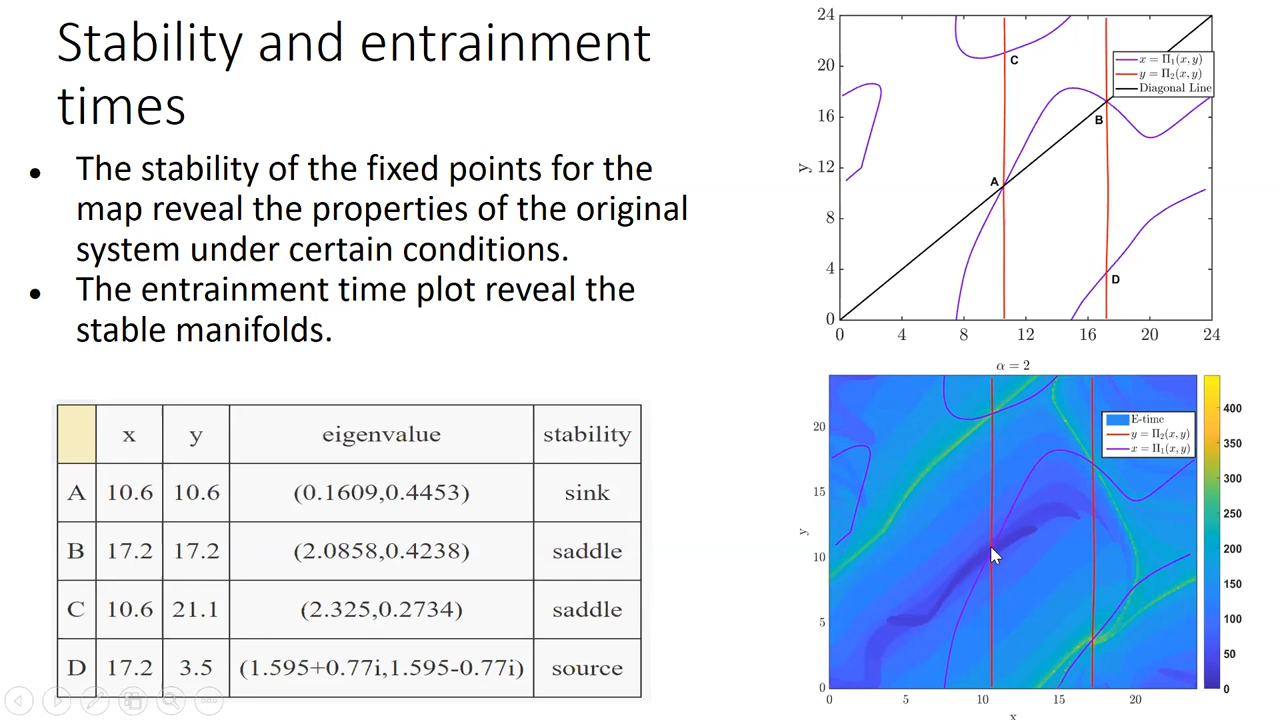 Stability and entrainment
times
● The stability of the fixed points for the
map reveal the properties of the original
system under certain conditions.
● The entrainment time plot reveal the
stable manifolds.
x y eigenvalue stability
A 10.6 10.6 (0.1609,0.4453) sink
B 17.2 17.2 (2.0858,0.4238) saddle
C 10.6 21.1 (2.325,0.2734) saddle
D 17.2 3.5 (1.595+0.77i,1.595-0.77i) source
24
20
16
12
8
4
0
y
0 4 8 12 16 20 24
A
B
C
D
x = Π₁(x, y)
y = Π₂(x, y)
Diagonal Line
α = 2
20
15
10
5
0
y
0 5 10 15 20
x
E-time
y = Π₂(x, y)
x = Π₁(x, y)
400
350
300
250
200
150
100
50
0